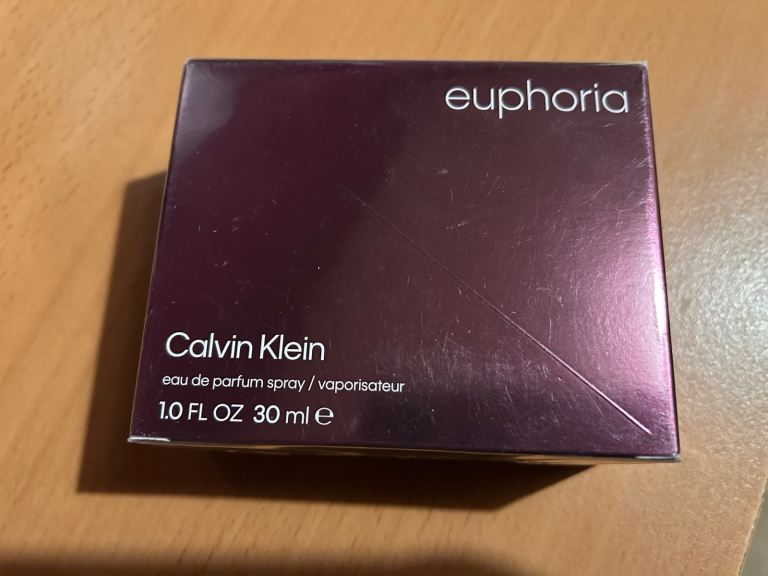 euphoria
Calvin Klein
eau de parfum spray / vaporisateur
1.0 FL OZ 30 ml ℮